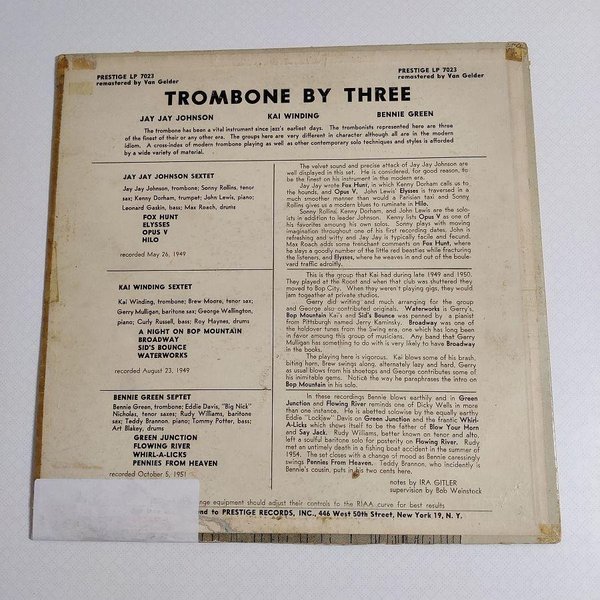 PRESTIGE LP 7023
remastered by Van Gelder
PRESTIGE LP 7023
remastered by Van Gelder
TROMBONE BY THREE
JAY JAY JOHNSON KAI WINDING BENNIE GREEN
The trombone has been a vital instrument since jazz's earliest days. The trombonists represented here are three
of the finest of their or any other era. The groups here are very different in character although all are in the modern
idiom. A cross-index of modern trombone playing as well as other contemporary solo techniques and styles is afforded
by a wide variety of material.
JAY JAY JOHNSON SEXTET
Jay Jay Johnson, trombone; Sonny Rollins, tenor
sax; Kenny Dorham, trumpet; John Lewis, piano;
Leonard Gaskin, bass; Max Roach, drums
FOX HUNT
ELYSSES
OPUS V
HILO
recorded May 26, 1949
The velvet sound and precise attack of Jay Jay Johnson are
well displayed in this set. He is considered, for good reason, to
be the finest on his instrument in the modern era.
Jay Jay wrote Fox Hunt, in which Kenny Dorham calls us to
the hounds, and Opus V. John Lewis' Elysses is traversed in a
much smoother manner would a Parisian taxi and Sonny
Rollins gives us a modern blues to ruminate in Hilo.
Sonny Rollins, Kenny Dorham, and John Lewis are the solo-
ists in addition to leader Johnson. Kenny lists Opus V as one of
his favorites among his own solos. Sonny plays with moving
imagination throughout one of his first recording dates. John is
refreshing and witty and Jay Jay is typically facile and fecund.
Max Roach adds some trenchant comments on Fox Hunt, where
he slays a goodly number of the little red beasties while fracturing
the listeners, and Elysses, where he weaves in and out of the boule-
vard traffic adroitly.
KAI WINDING SEXTET
Kai Winding, trombone; Brew Moore, tenor sax;
Gerry Mulligan, baritone sax; George Wallington,
piano; Curly Russell, bass; Roy Haynes, drums
A NIGHT ON BOP MOUNTAIN
BROADWAY
SID'S BOUNCE
WATERWORKS
recorded August 23, 1949
This is the group that Kai had during late 1949 and 1950.
They played at the Roost and when that club was shuttered they
moved to Bop City. When they weren't playing gigs, they would
jam together at private studios.
Gerry did writing and much arranging for the group
and George also contributed originals. Waterworks is Gerry's,
Bop Mountain Kai's and Sid's Bounce was penned by a pianist
from Pittsburgh named Jerry Kaminsky. Broadway was one of
the holdover tunes from the Swing era, one which has long been
in favor among this group of musicians. Any band that Gerry
Mulligan has something to do with is very likely to have Broadway
in the books.
The playing here is vigorous. Kai blows some of his brash,
biting horn, Brew swings along, alternately lazy and hard. Gerry
as usual blows from his shoetops and George contributes some of
his inimitable gems. Notice the way he paraphrases the intro on
Bop Mountain in his solo.
BENNIE GREEN SEPTET
Bennie Green, trombone; Eddie Davis, "Big Nick"
Nicholas, tenor saxes; Rudy Williams, baritone
sax; Teddy Brannon, piano; Tommy Potter, bass;
Art Blakey, drums
GREEN JUNCTION
FLOWING RIVER
WHIRL-A-LICKS
PENNIES FROM HEAVEN
recorded October 5, 1951
In these recordings Bennie blows earthily and in Green
Junction and Flowing River reminds one of Dicky Wells in more
than one instance. He is abetted solowise by the equally earthy
Eddie "Lockjaw" Davis on Green Junction and the frantic Whirl-
A-Licks which shows itself to be the father of Blow Your Horn
and Say Jack. Rudy Williams, better known on tenor and alto,
left a soulful baritone solo for posterity on Flowing River. Rudy
met an untimely death in a fishing boat accident in the summer of
1954. The set closes with a change of mood as Bennie caressingly
swings Pennies From Heaven. Teddy Brannon, who incidently is
Bennie's cousin, puts in his two cents here.
notes by IRA GITLER
supervision by Bob Weinstock
nge equipment should adjust their controls to the RIAA curve for best results
nd to PRESTIGE RECORDS, INC., 446 West 50th Street, New York 19, N. Y.